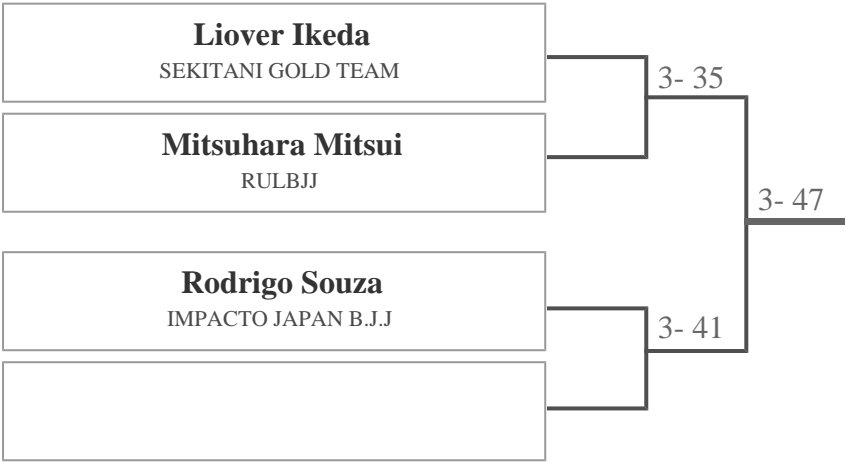 Liover Ikeda
SEKITANI GOLD TEAM
3- 35
Mitsuhara Mitsui
RULBJJ
3- 47
Rodrigo Souza
IMPACTO JAPAN B.J.J
3- 41